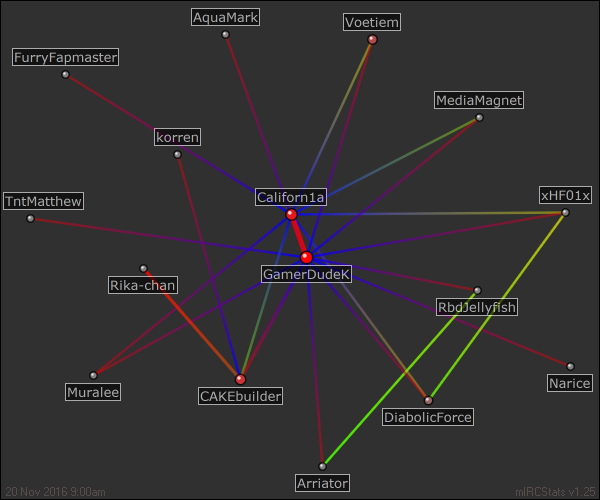 AquaMark
Voetiem
FurryFapmaster
MediaMagnet
korren
Californ1a
xHF01x
TntMatthew
GamerDudeK
Rika-chan
RbdJellyfish
Muralee
CAKEbuilder
Narice
DiabolicForce
Arriator
20 Nov 2016 9:00am
mIRCStats v1.25